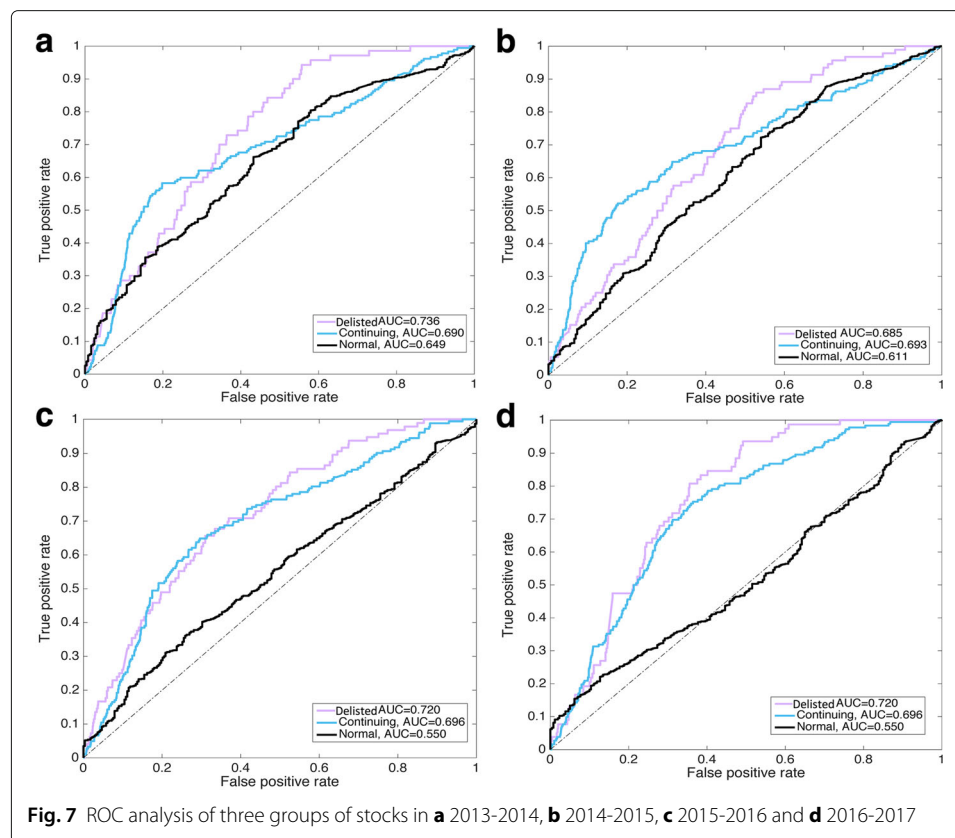 a
1
0.9
0.8
0.7
0.6
0.5
0.4
0.3
0.2
0.1
0
True positive rate
0 0.2 0.4 0.6 0.8 1
False positive rate
Delisted AUC=0.736
Continuing, AUC=0.690
Normal, AUC=0.649
b
1
0.9
0.8
0.7
0.6
0.5
0.4
0.3
0.2
0.1
0
True positive rate
0 0.2 0.4 0.6 0.8 1
False positive rate
Delisted AUC=0.685
Continuing, AUC=0.693
Normal, AUC=0.611
c
1
0.9
0.8
0.7
0.6
0.5
0.4
0.3
0.2
0.1
0
True positive rate
0 0.2 0.4 0.6 0.8 1
False positive rate
Delisted AUC=0.720
Continuing, AUC=0.696
Normal, AUC=0.550
d
1
0.9
0.8
0.7
0.6
0.5
0.4
0.3
0.2
0.1
0
True positive rate
0 0.2 0.4 0.6 0.8 1
False positive rate
Delisted AUC=0.720
Continuing, AUC=0.696
Normal, AUC=0.550
Fig. 7 ROC analysis of three groups of stocks in a 2013-2014, b 2014-2015, c 2015-2016 and d 2016-2017